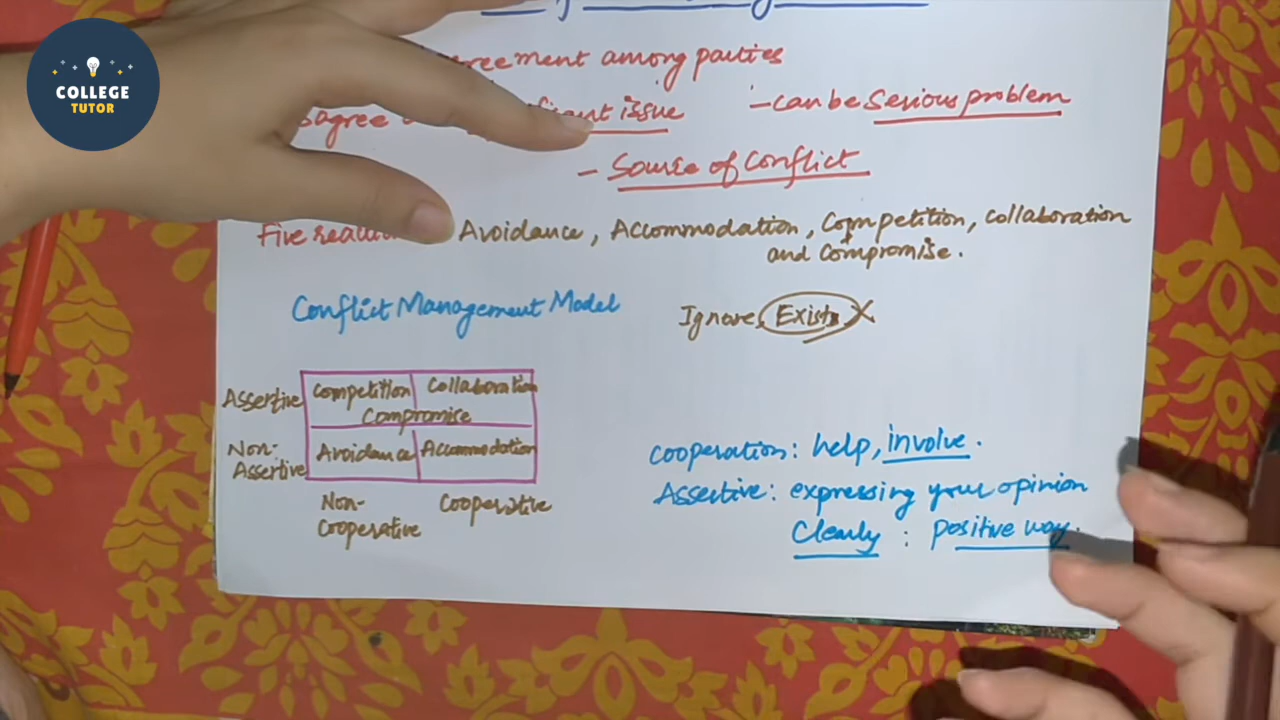 COLLEGE
TUTOR
among parties
issue
- can be Serious problem
- Source of Conflict
Five
Avoidance, Accommodation, Competition, collaboration
and Compromise.
Conflict Management Model
Ignore, Exists X
Assertive
Competition
Collaboration
Compromise
Non-
Assertive
Avoidance
Accommodation
Non-
Cooperative
Cooperative
Cooperation: help, involve.
Assertive: expressing your opinion
Clearly : positive way.